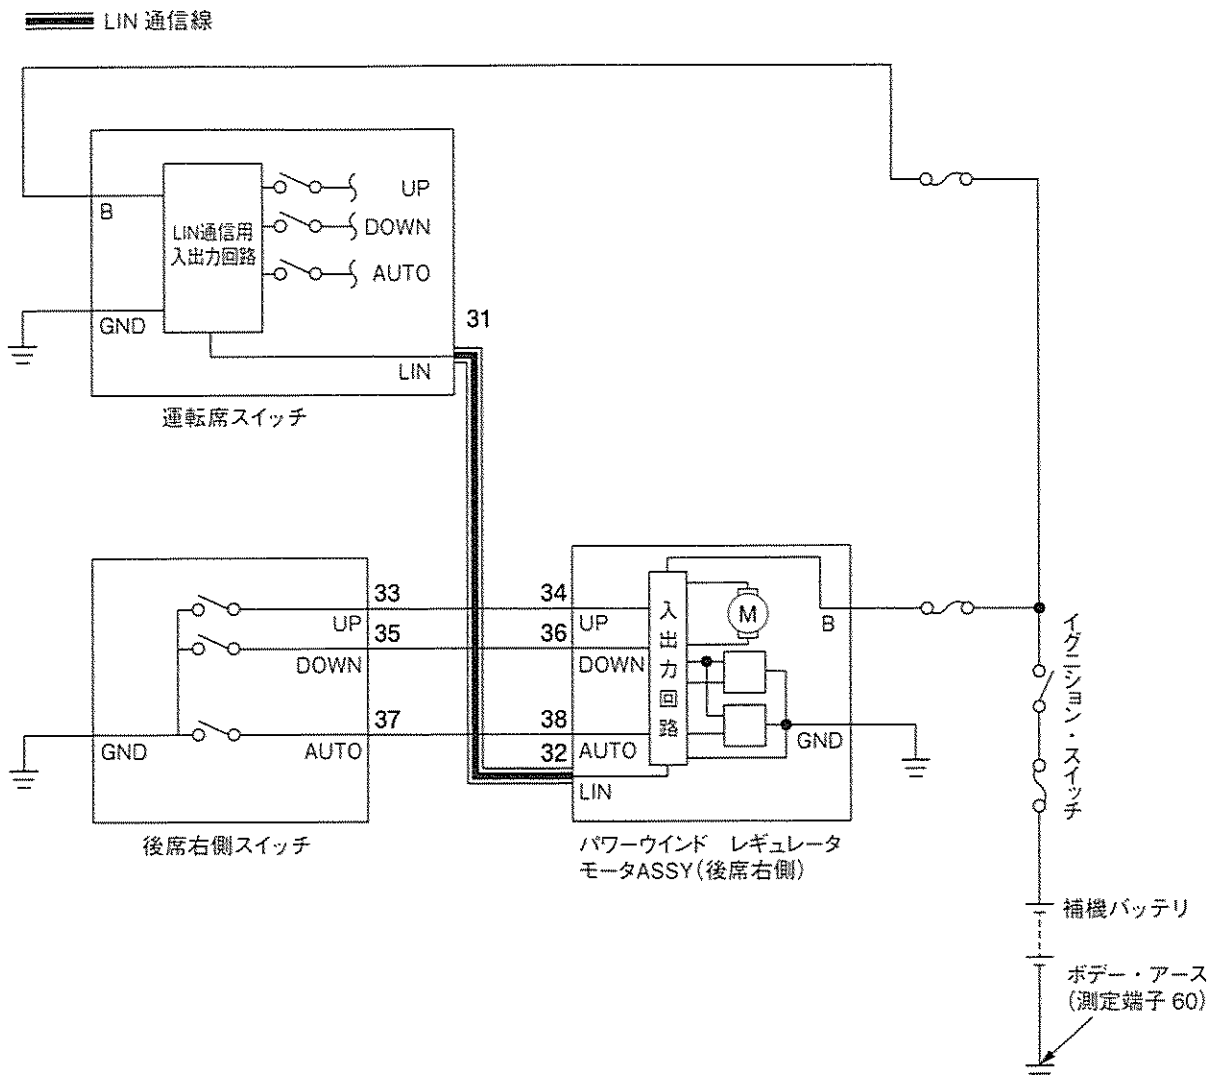 LIN 通信線
B
LIN通信用
入出力回路
UP
DOWN
AUTO
GND
LIN
31
運転席スイッチ
33
UP
35
DOWN
37
AUTO
GND
後席右側スイッチ
34
UP
36
DOWN
38
AUTO
32
LIN
入出力回路
M
B
GND
パワーウインド レギュレータ
モータASSY(後席右側)
イグニション・スイッチ
補機バッテリ
ボデー・アース
(測定端子 60)